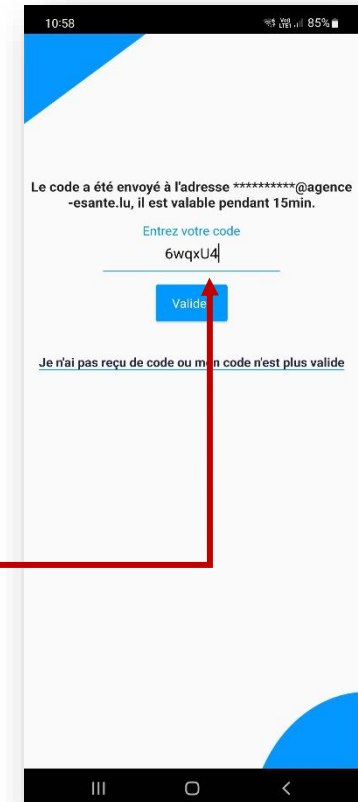 10:58
85%
Le code a été envoyé à l'adresse **********@agence
-esante.lu, il est valable pendant 15min.
Entrez votre code
6wqxU4
Valider
Je n'ai pas reçu de code ou mon code n'est plus valide